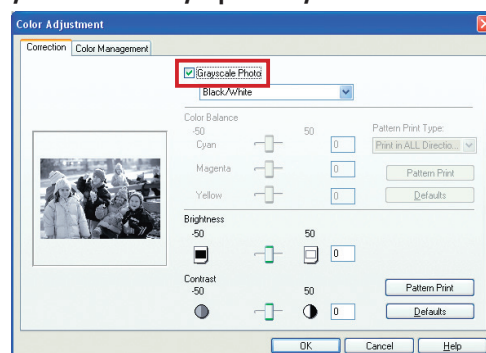 Color Adjustment
Correction Color Management
Grayscale Photo
Black/White
Color Balance
-50 50 Pattern Print Type:
Cyan 0 Print in ALL Directio...
Magenta 0 Pattern Print
Yellow 0 Defaults
Brightness
-50 50
0
Contrast
-50 50 Pattern Print
0 Defaults
OK Cancel Help